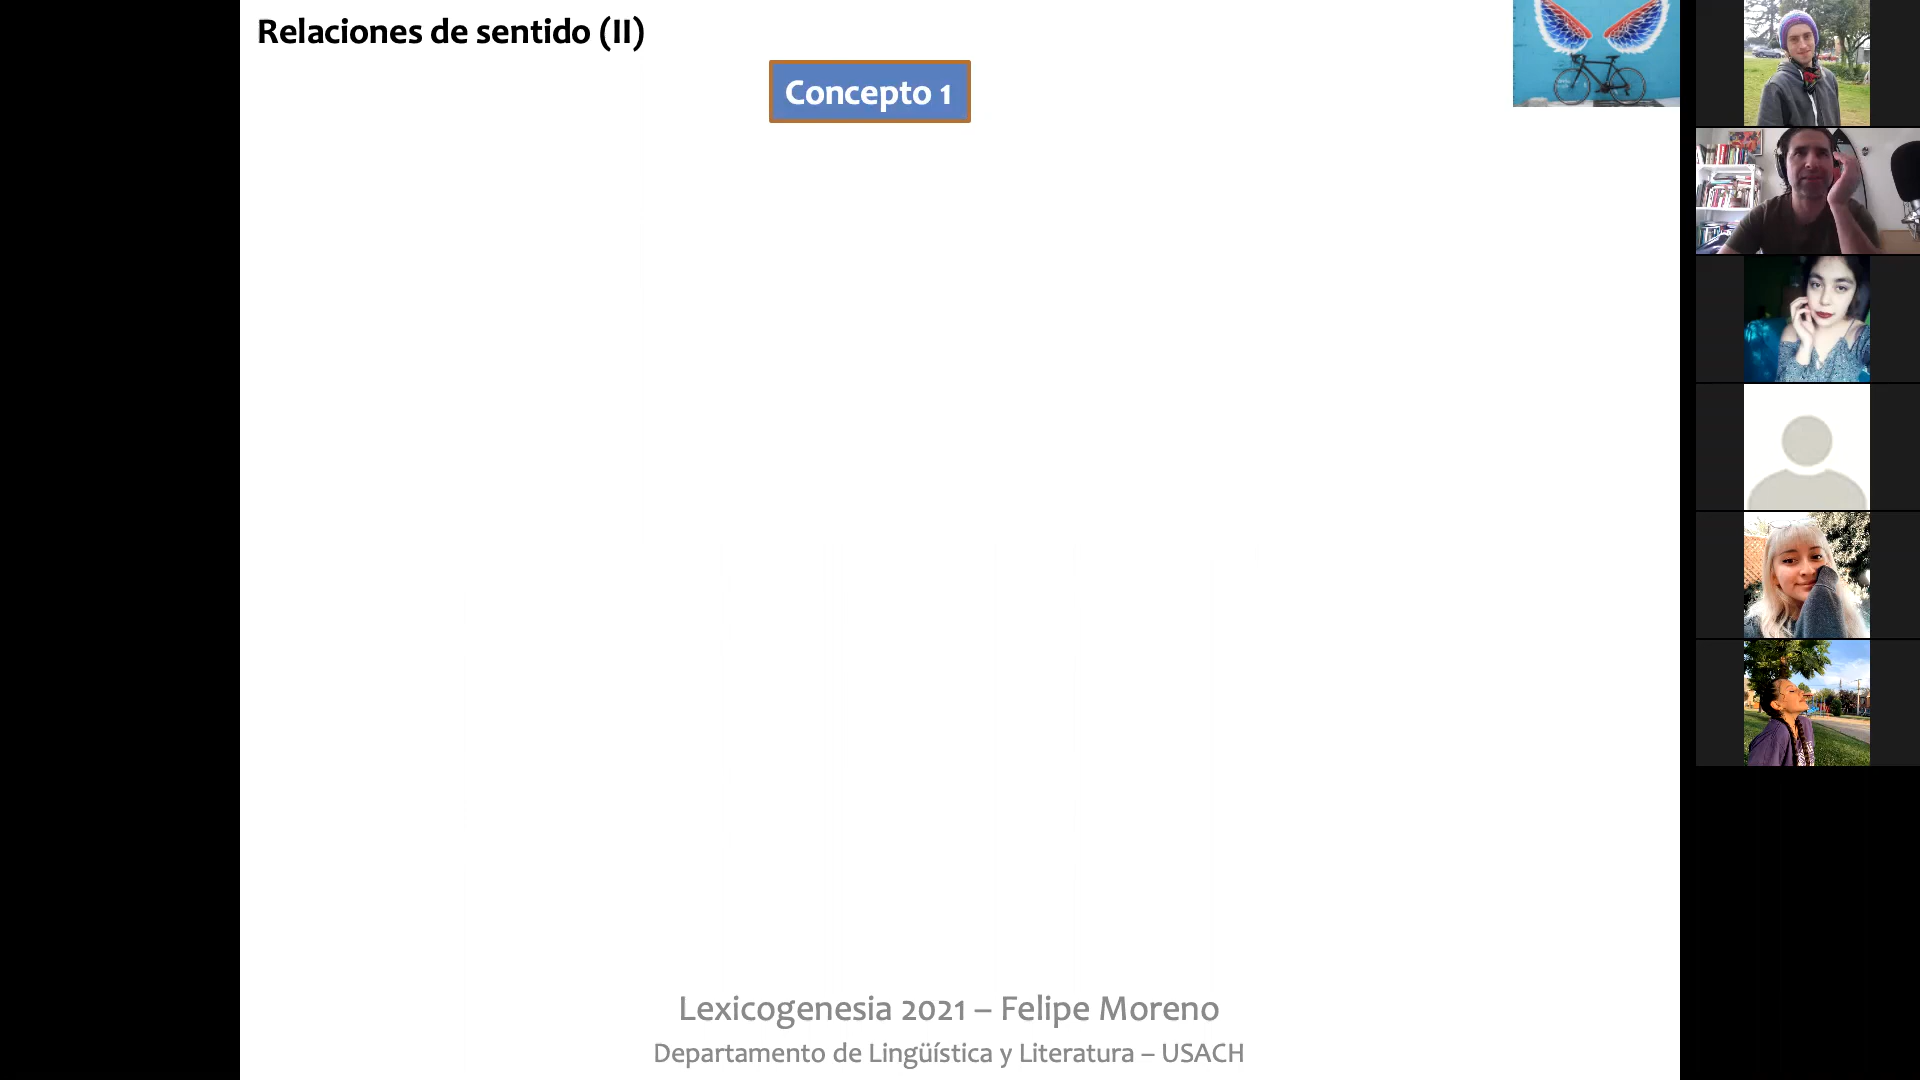 Relaciones de sentido (II)
Concepto 1
Lexicogenesia 2021 – Felipe Moreno
Departamento de Lingüística y Literatura – USACH